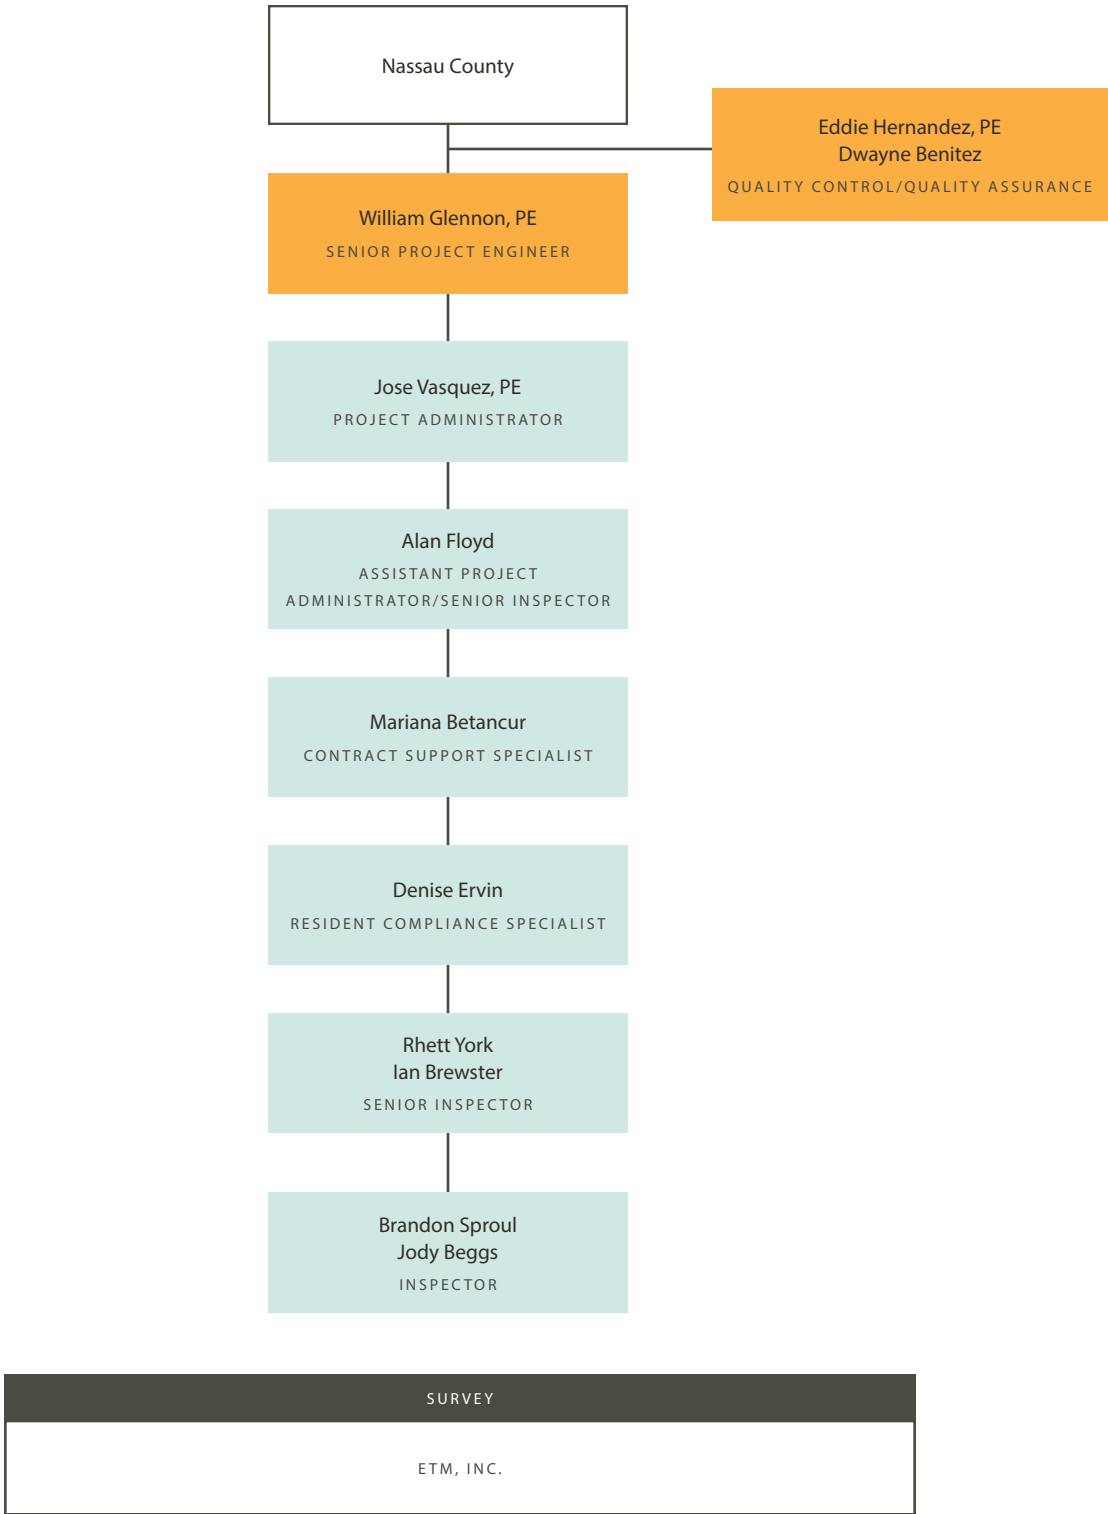 Nassau County
Eddie Hernandez, PE
Dwayne Benitez
QUALITY CONTROL/QUALITY ASSURANCE
William Glennon, PE
SENIOR PROJECT ENGINEER
Jose Vasquez, PE
PROJECT ADMINISTRATOR
Alan Floyd
ASSISTANT PROJECT
ADMINISTRATOR/SENIOR INSPECTOR
Mariana Betancur
CONTRACT SUPPORT SPECIALIST
Denise Ervin
RESIDENT COMPLIANCE SPECIALIST
Rhett York
Ian Brewster
SENIOR INSPECTOR
Brandon Sproul
Jody Beggs
INSPECTOR
SURVEY
ETM, INC.